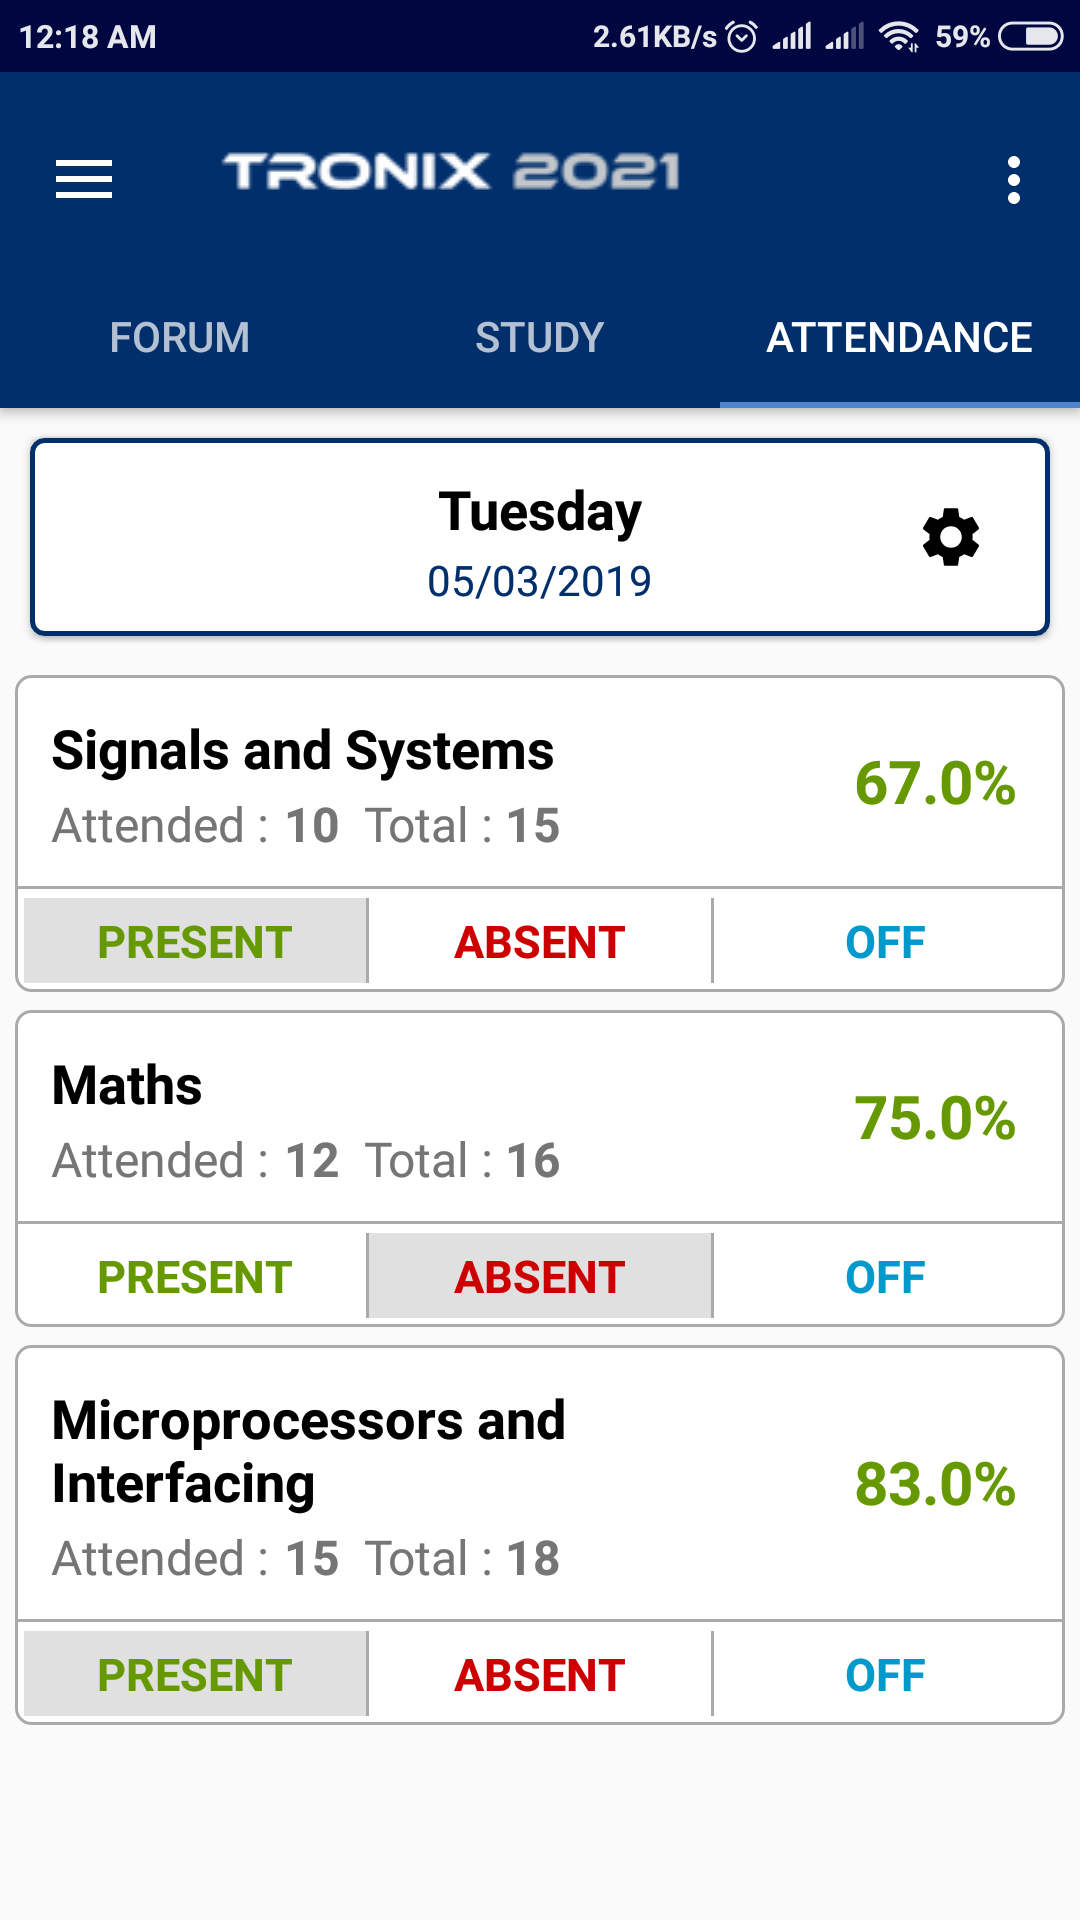 12:18 AM 2.61KB/s 59%
TRONIX 2021
FORUM STUDY ATTENDANCE
Tuesday
05/03/2019
Signals and Systems
67.0%
Attended : 10 Total : 15
PRESENT ABSENT OFF
Maths
75.0%
Attended : 12 Total : 16
PRESENT ABSENT OFF
Microprocessors and
Interfacing
83.0%
Attended : 15 Total : 18
PRESENT ABSENT OFF